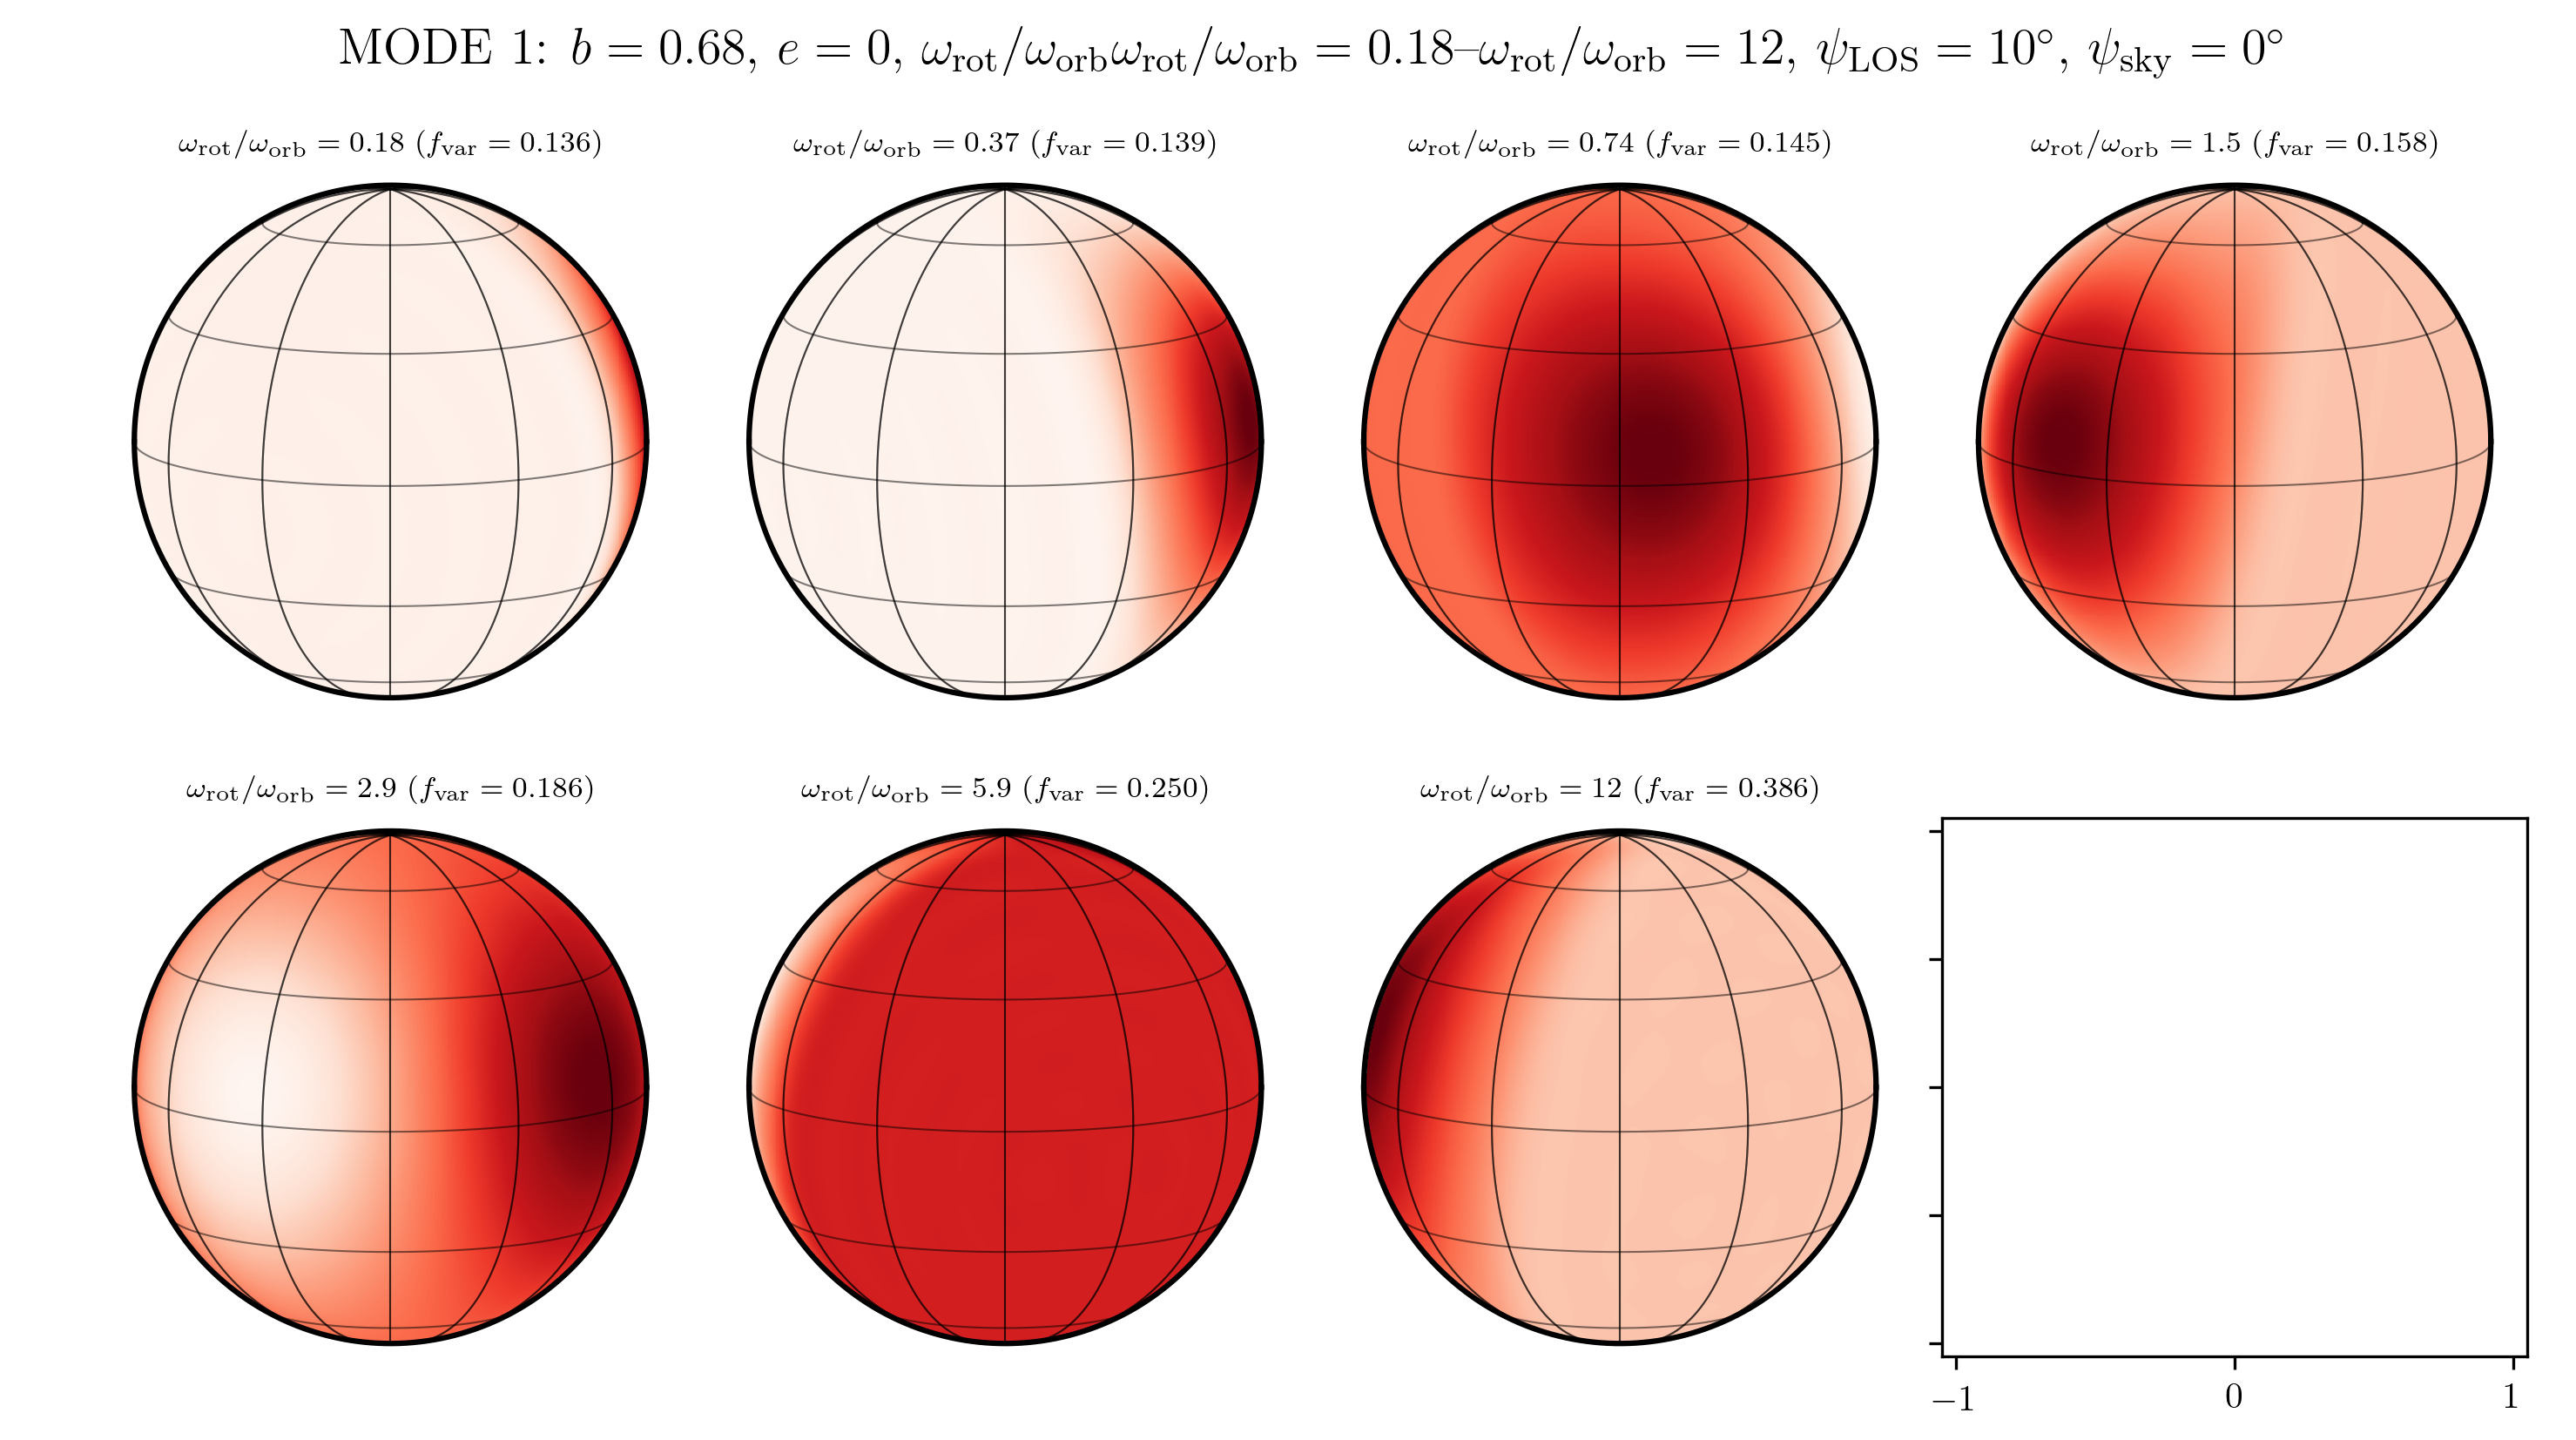 MODE 1: b = 0.68, e = 0, ω_rot/ω_orbω_rot/ω_orb = 0.18–ω_rot/ω_orb = 12, ψ_LOS = 10°, ψ_sky = 0°
ω_rot/ω_orb = 0.18 (f_var = 0.136)
ω_rot/ω_orb = 0.37 (f_var = 0.139)
ω_rot/ω_orb = 0.74 (f_var = 0.145)
ω_rot/ω_orb = 1.5 (f_var = 0.158)
ω_rot/ω_orb = 2.9 (f_var = 0.186)
ω_rot/ω_orb = 5.9 (f_var = 0.250)
ω_rot/ω_orb = 12 (f_var = 0.386)
−1 0 1